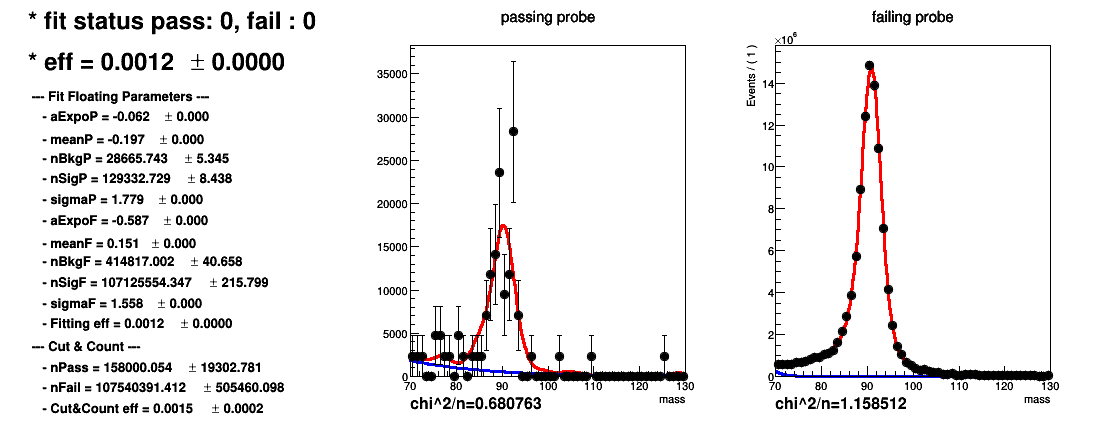 * fit status pass: 0, fail : 0
* eff = 0.0012 ± 0.0000
--- Fit Floating Parameters ---
- aExpoP = -0.062 ± 0.000
- meanP = -0.197 ± 0.000
- nBkgP = 28665.743 ± 5.345
- nSigP = 129332.729 ± 8.438
- sigmaP = 1.779 ± 0.000
- aExpoF = -0.587 ± 0.000
- meanF = 0.151 ± 0.000
- nBkgF = 414817.002 ± 40.658
- nSigF = 107125554.347 ± 215.799
- sigmaF = 1.558 ± 0.000
- Fitting eff = 0.0012 ± 0.0000
--- Cut & Count ---
- nPass = 158000.054 ± 19302.781
- nFail = 107540391.412 ± 505460.098
- Cut&Count eff = 0.0015 ± 0.0002
passing probe
35000
30000
25000
20000
15000
10000
5000
0
70 80 90 100 110 120 130
mass
chi^2/n=0.680763
failing probe
×10^6
Events / ( 1 )
14
12
10
8
6
4
2
0
70 80 90 100 110 120 130
mass
chi^2/n=1.158512